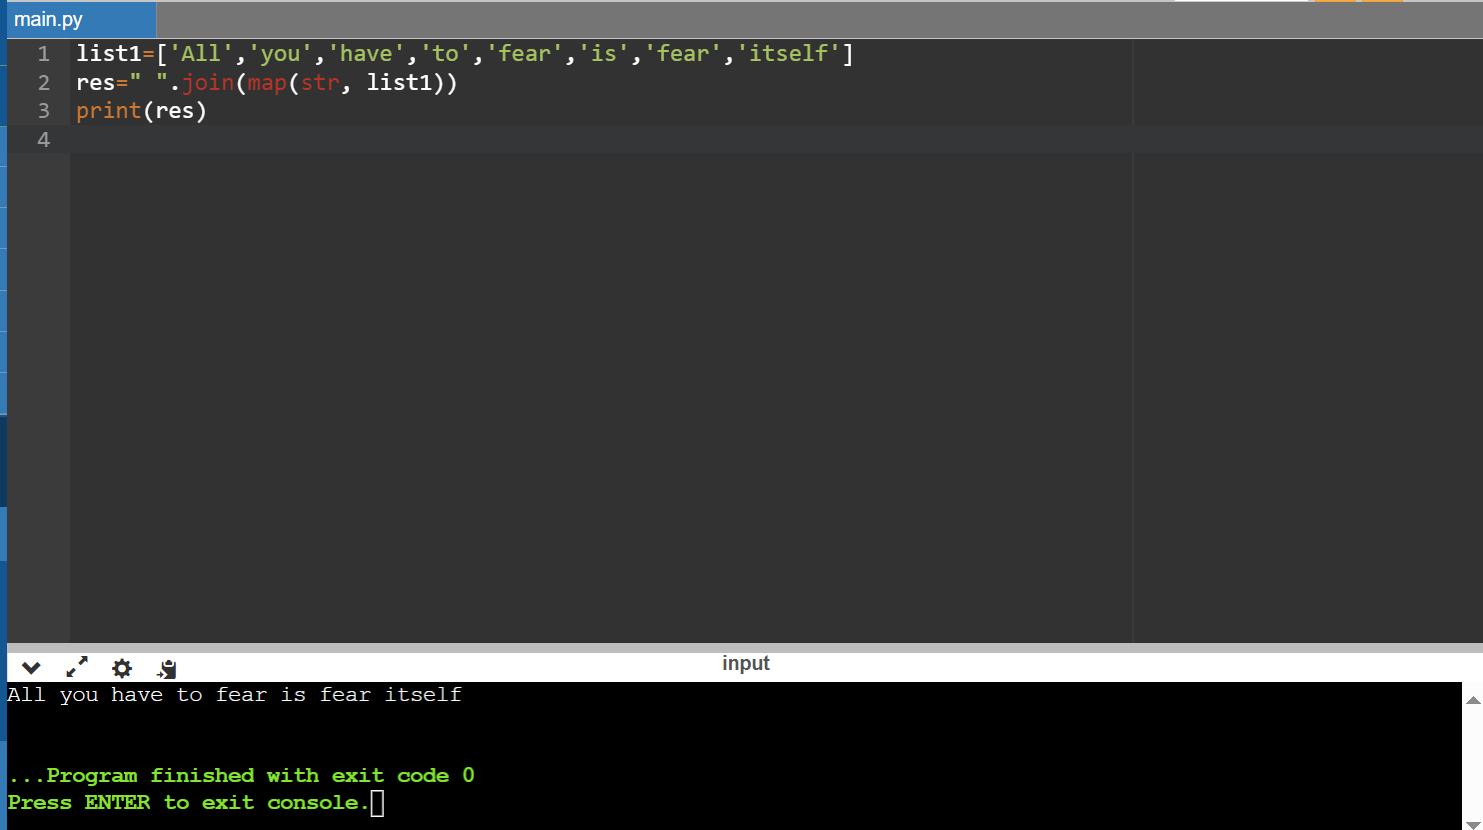 main.py
1 list1=['All','you','have','to','fear','is','fear','itself']
2 res=" ".join(map(str, list1))
3 print(res)
4
input
All you have to fear is fear itself
...Program finished with exit code 0
Press ENTER to exit console.